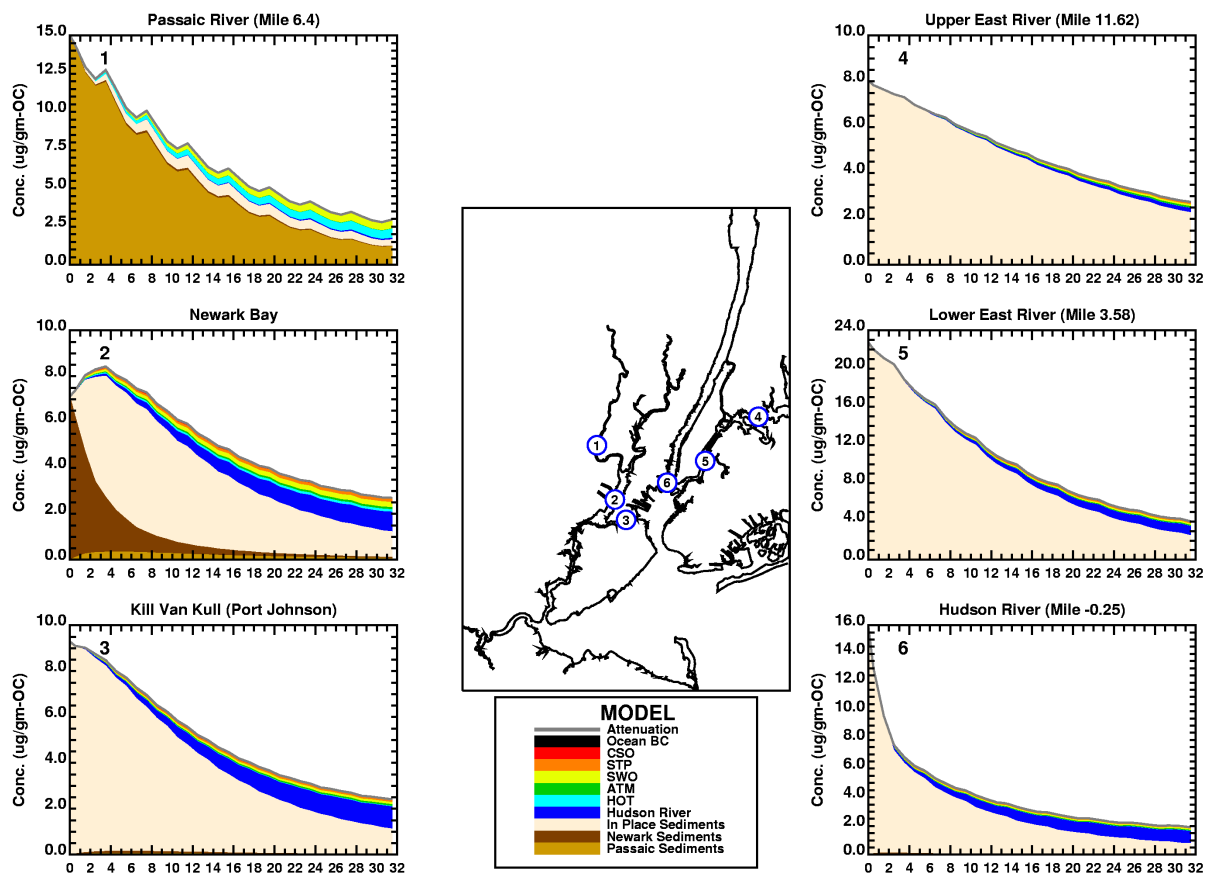 Passaic River (Mile 6.4)
1
Conc. (ug/gm-OC)
15.0
12.5
10.0
7.5
5.0
2.5
0.0
0 2 4 6 8 10 12 14 16 18 20 22 24 26 28 30 32
Newark Bay
2
Conc. (ug/gm-OC)
10.0
8.0
6.0
4.0
2.0
0.0
0 2 4 6 8 10 12 14 16 18 20 22 24 26 28 30 32
Kill Van Kull (Port Johnson)
3
Conc. (ug/gm-OC)
10.0
8.0
6.0
4.0
2.0
0.0
0 2 4 6 8 10 12 14 16 18 20 22 24 26 28 30 32
1
2
3
4
5
6
MODEL
Attenuation
Ocean BC
CSO
STP
SWO
ATM
HOT
Hudson River
In Place Sediments
Newark Sediments
Passaic Sediments
Upper East River (Mile 11.62)
4
Conc. (ug/gm-OC)
10.0
8.0
6.0
4.0
2.0
0.0
0 2 4 6 8 10 12 14 16 18 20 22 24 26 28 30 32
Lower East River (Mile 3.58)
5
Conc. (ug/gm-OC)
24.0
20.0
16.0
12.0
8.0
4.0
0.0
0 2 4 6 8 10 12 14 16 18 20 22 24 26 28 30 32
Hudson River (Mile -0.25)
6
Conc. (ug/gm-OC)
16.0
14.0
12.0
10.0
8.0
6.0
4.0
2.0
0.0
0 2 4 6 8 10 12 14 16 18 20 22 24 26 28 30 32